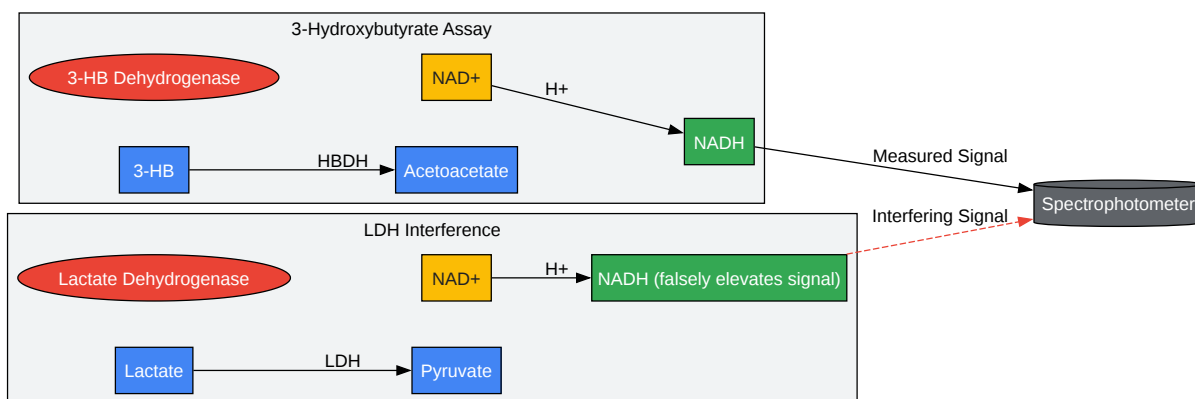 3-Hydroxybutyrate Assay
3-HB Dehydrogenase
NAD+
H+
NADH
3-HB
HBDH
Acetoacetate
Measured Signal
Spectrophotometer
Interfering Signal
LDH Interference
Lactate Dehydrogenase
NAD+
H+
NADH (falsely elevates signal)
Lactate
LDH
Pyruvate